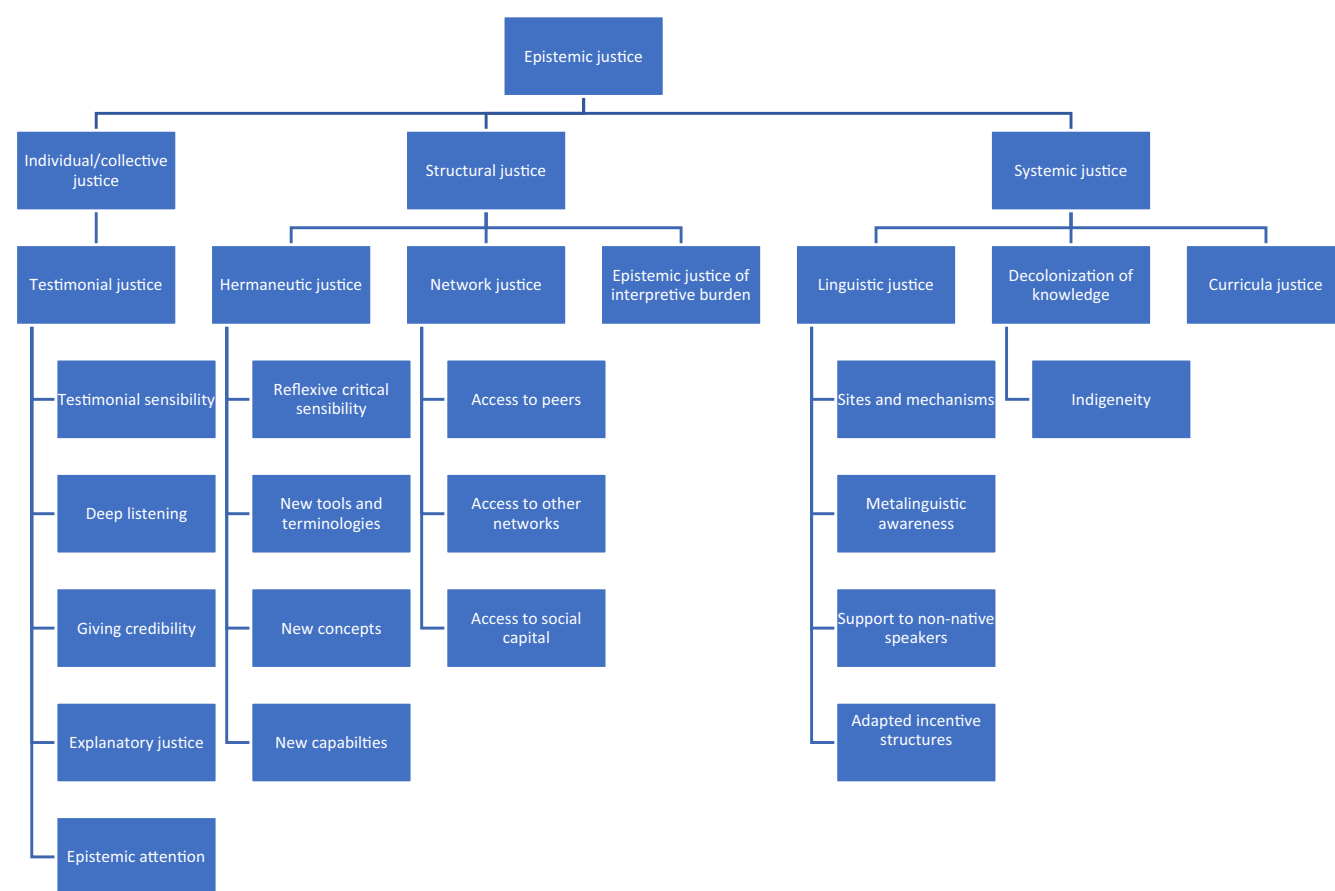 Epistemic justice
Individual/collective
justice
Structural justice
Systemic justice
Testimonial justice
Hermaneutic justice
Network justice
Epistemic justice of
interpretive burden
Linguistic justice
Decolonization of
knowledge
Curricula justice
Testimonial sensibility
Reflexive critical
sensibility
Access to peers
Sites and mechanisms
Indigeneity
Deep listening
New tools and
terminologies
Access to other
networks
Metalinguistic
awareness
Giving credibility
New concepts
Access to social
capital
Support to non-native
speakers
Explanatory justice
New capabilties
Adapted incentive
structures
Epistemic attention